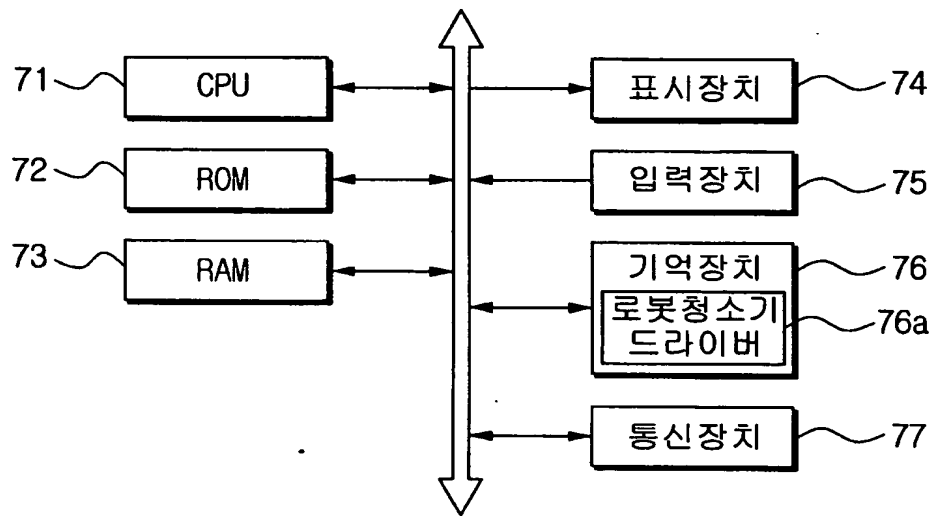 71
CPU
72
ROM
73
RAM
표시장치
74
입력장치
75
기억장치
76
로봇청소기
드라이버
76a
통신장치
77